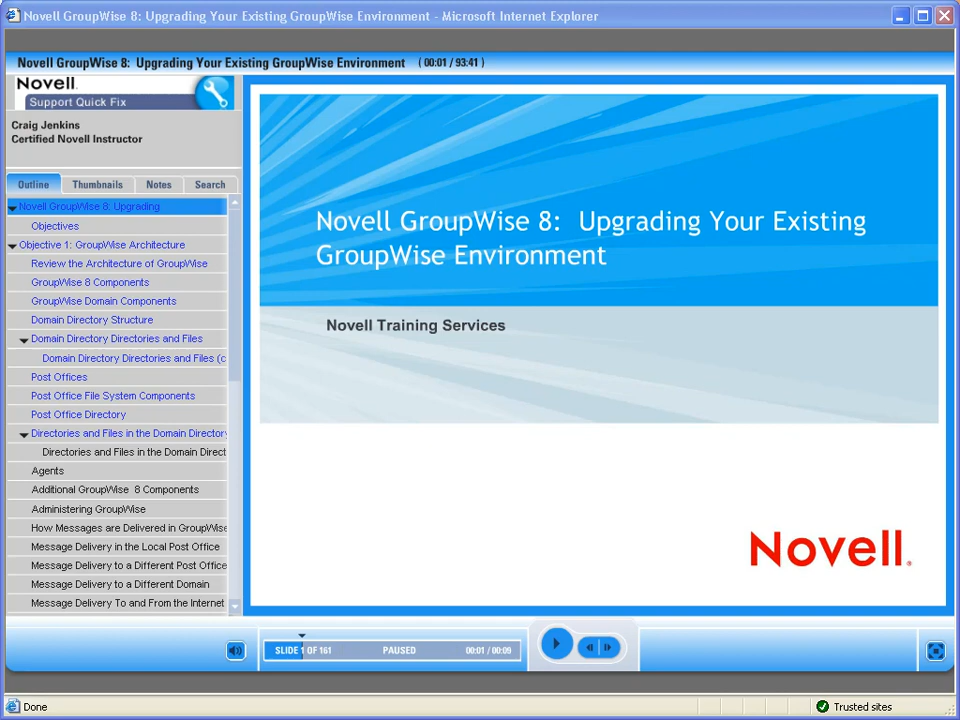 Novell GroupWise 8: Upgrading Your Existing GroupWise Environment - Microsoft Internet Explorer
Novell GroupWise 8: Upgrading Your Existing GroupWise Environment ( 00:01 / 93:41 )
Novell.
Support Quick Fix
Craig Jenkins
Certified Novell Instructor
Outline Thumbnails Notes Search
Novell GroupWise 8: Upgrading
Objectives
Objective 1: GroupWise Architecture
Review the Architecture of GroupWise
GroupWise 8 Components
GroupWise Domain Components
Domain Directory Structure
Domain Directory Directories and Files
Domain Directory Directories and Files (c
Post Offices
Post Office File System Components
Post Office Directory
Directories and Files in the Domain Directory
Directories and Files in the Domain Direct
Agents
Additional GroupWise 8 Components
Administering GroupWise
How Messages are Delivered in GroupWise
Message Delivery in the Local Post Office
Message Delivery to a Different Post Office
Message Delivery to a Different Domain
Message Delivery To and From the Internet
Novell GroupWise 8: Upgrading Your Existing
GroupWise Environment
Novell Training Services
Novell®
SLIDE 1 OF 161 PAUSED 00:01 / 00:09
Done Trusted sites